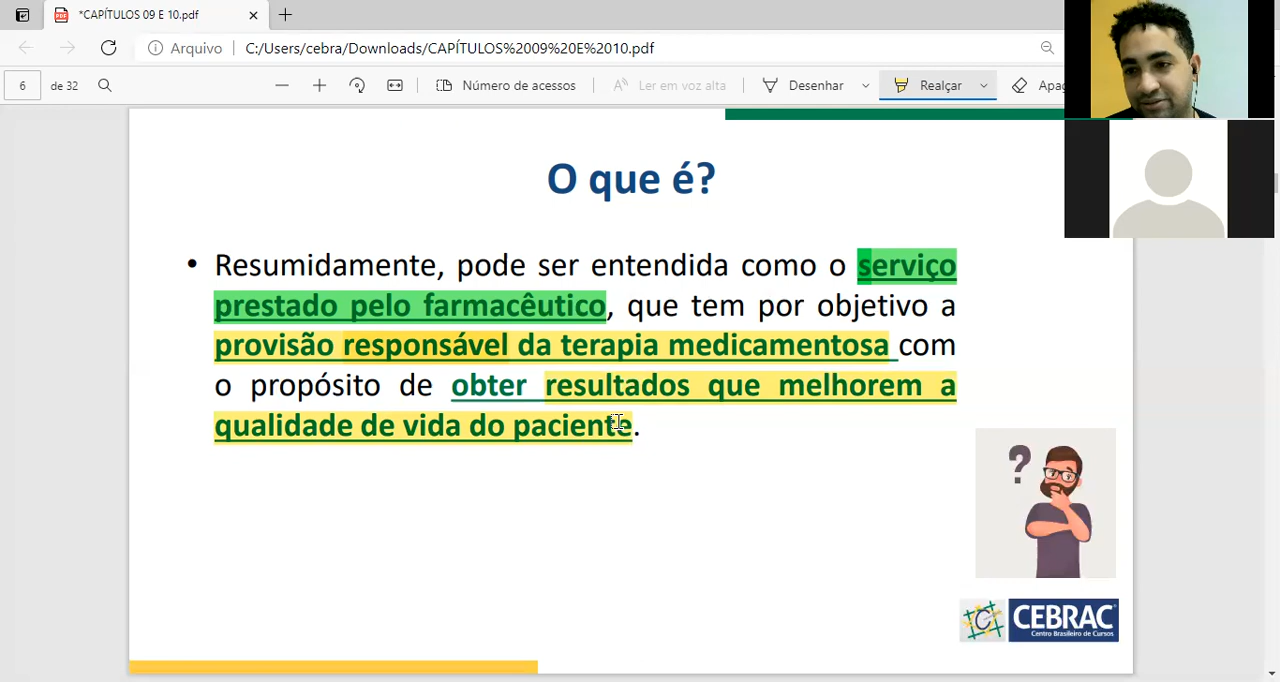 *CAPÍTULOS 09 E 10.pdf
Arquivo
C:/Users/cebra/Downloads/CAPÍTULOS%2009%20E%2010.pdf
6 de 32
Número de acessos
Ler em voz alta
Desenhar
Realçar
Apag
O que é?
• Resumidamente, pode ser entendida como o serviço
prestado pelo farmacêutico, que tem por objetivo a
provisão responsável da terapia medicamentosa com
o propósito de obter resultados que melhorem a
qualidade de vida do paciente.
?
CEBRAC
Centro Brasileiro de Cursos